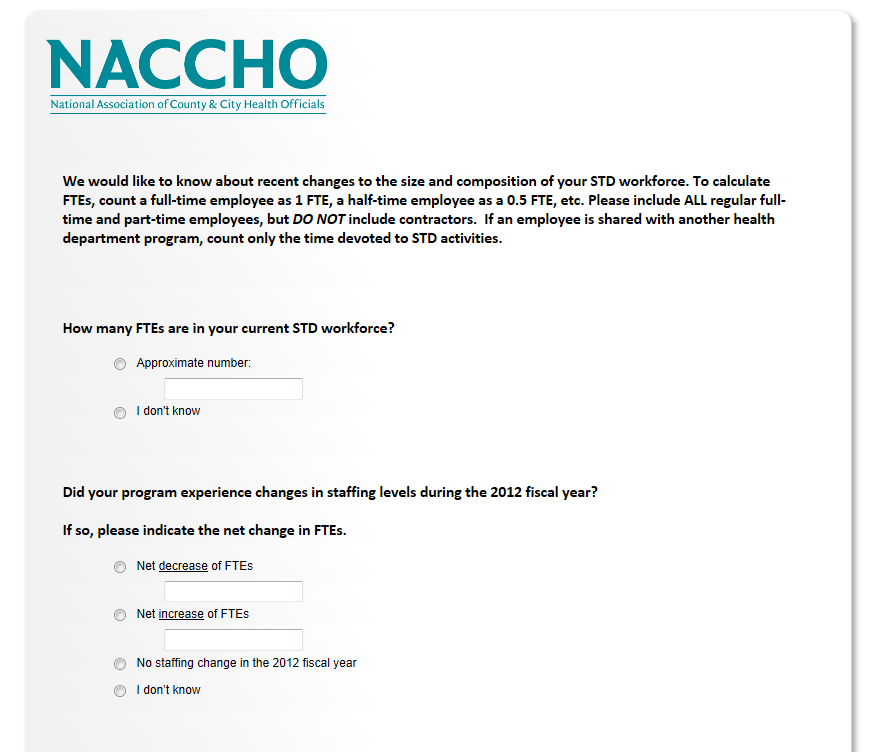 NACCHO
National Association of County & City Health Officials
We would like to know about recent changes to the size and composition of your STD workforce. To calculate
FTEs, count a full-time employee as 1 FTE, a half-time employee as a 0.5 FTE, etc. Please include ALL regular full-
time and part-time employees, but DO NOT include contractors.  If an employee is shared with another health
department program, count only the time devoted to STD activities.
How many FTEs are in your current STD workforce?
Approximate number:
I don't know
Did your program experience changes in staffing levels during the 2012 fiscal year?
If so, please indicate the net change in FTEs.
Net decrease of FTEs
Net increase of FTEs
No staffing change in the 2012 fiscal year
I don't know